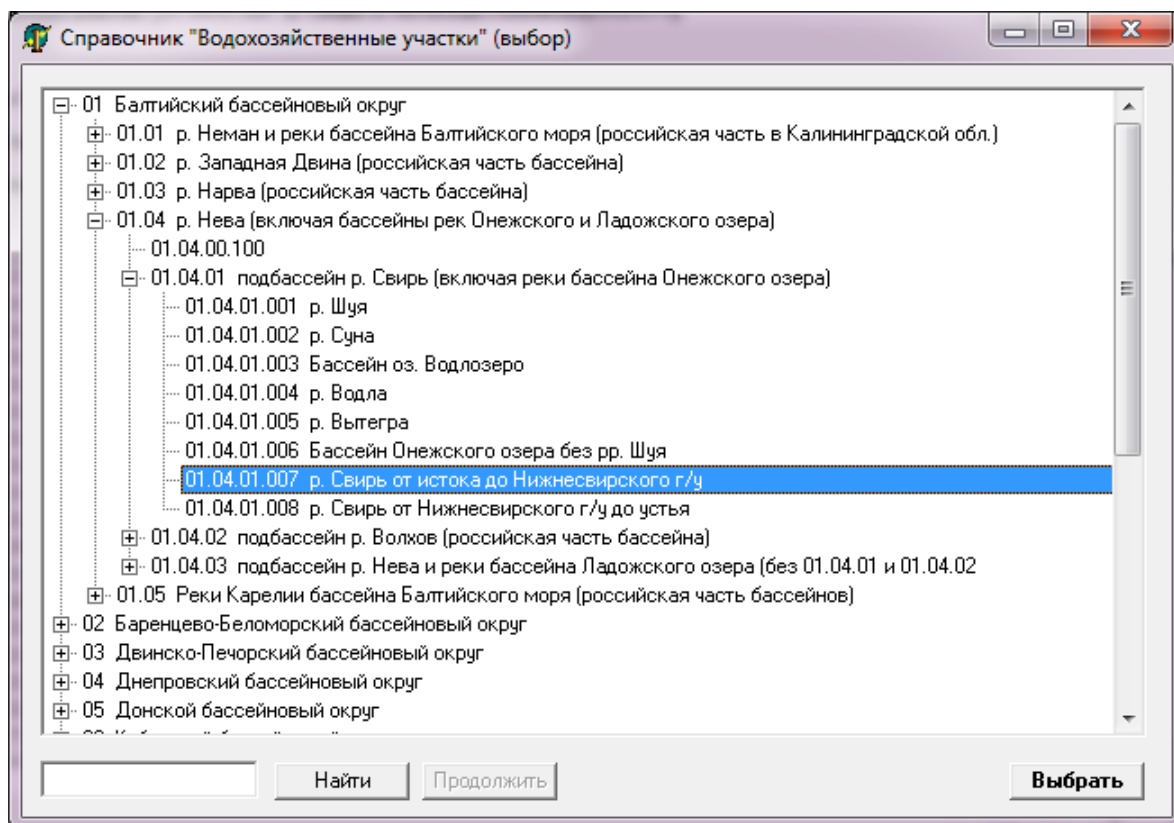 Справочник "Водохозяйственные участки" (выбор)
01 Балтийский бассейновый округ
01.01 р. Неман и реки бассейна Балтийского моря (российская часть в Калининградской обл.)
01.02 р. Западная Двина (российская часть бассейна)
01.03 р. Нарва (российская часть бассейна)
01.04 р. Нева (включая бассейны рек Онежского и Ладожского озера)
01.04.00.100
01.04.01 подбассейн р. Свирь (включая реки бассейна Онежского озера)
01.04.01.001 р. Шуя
01.04.01.002 р. Суна
01.04.01.003 Бассейн оз. Водлозеро
01.04.01.004 р. Водла
01.04.01.005 р. Вытегра
01.04.01.006 Бассейн Онежского озера без рр. Шуя
01.04.01.007 р. Свирь от истока до Нижнесвирского г/у
01.04.01.008 р. Свирь от Нижнесвирского г/у до устья
01.04.02 подбассейн р. Волхов (российская часть бассейна)
01.04.03 подбассейн р. Нева и реки бассейна Ладожского озера (без 01.04.01 и 01.04.02
01.05 Реки Карелии бассейна Балтийского моря (российская часть бассейнов)
02 Баренцево-Беломорский бассейновый округ
03 Двинско-Печорский бассейновый округ
04 Днепровский бассейновый округ
05 Донской бассейновый округ
Найти Продолжить Выбрать